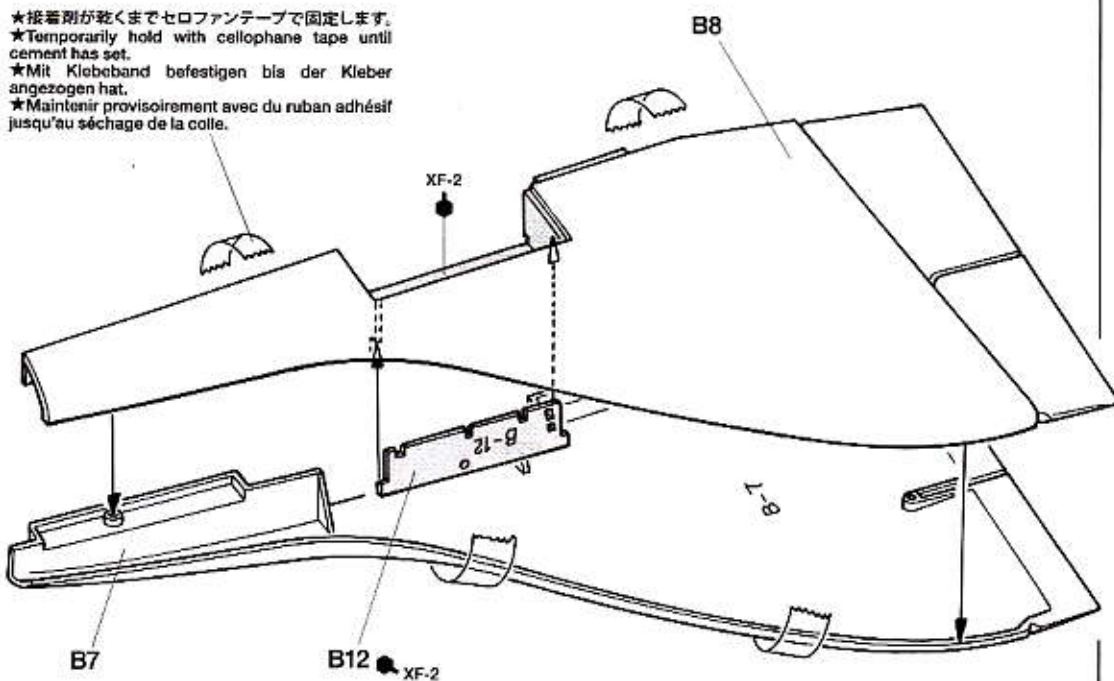 ★接着剤が乾くまでセロファンテープで固定します。
★Temporarily hold with cellophane tape until
cement has set.
★Mit Klebeband befestigen bis der Kleber
angezogen hat.
★Maintenir provisoirement avec du ruban adhésif
jusqu'au séchage de la colle.
B8
XF-2
B-12
B-7
B7
B12
XF-2